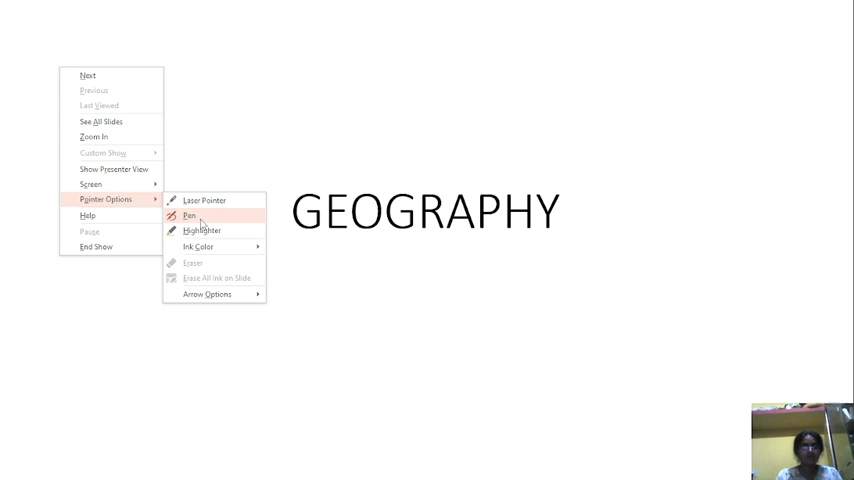 Next
Previous
Last Viewed
See All Slides
Zoom In
Custom Show
Show Presenter View
Screen
Pointer Options
Help
Pause
End Show
Laser Pointer
Pen
Highlighter
Ink Color
Eraser
Erase All Ink on Slide
Arrow Options
GEOGRAPHY